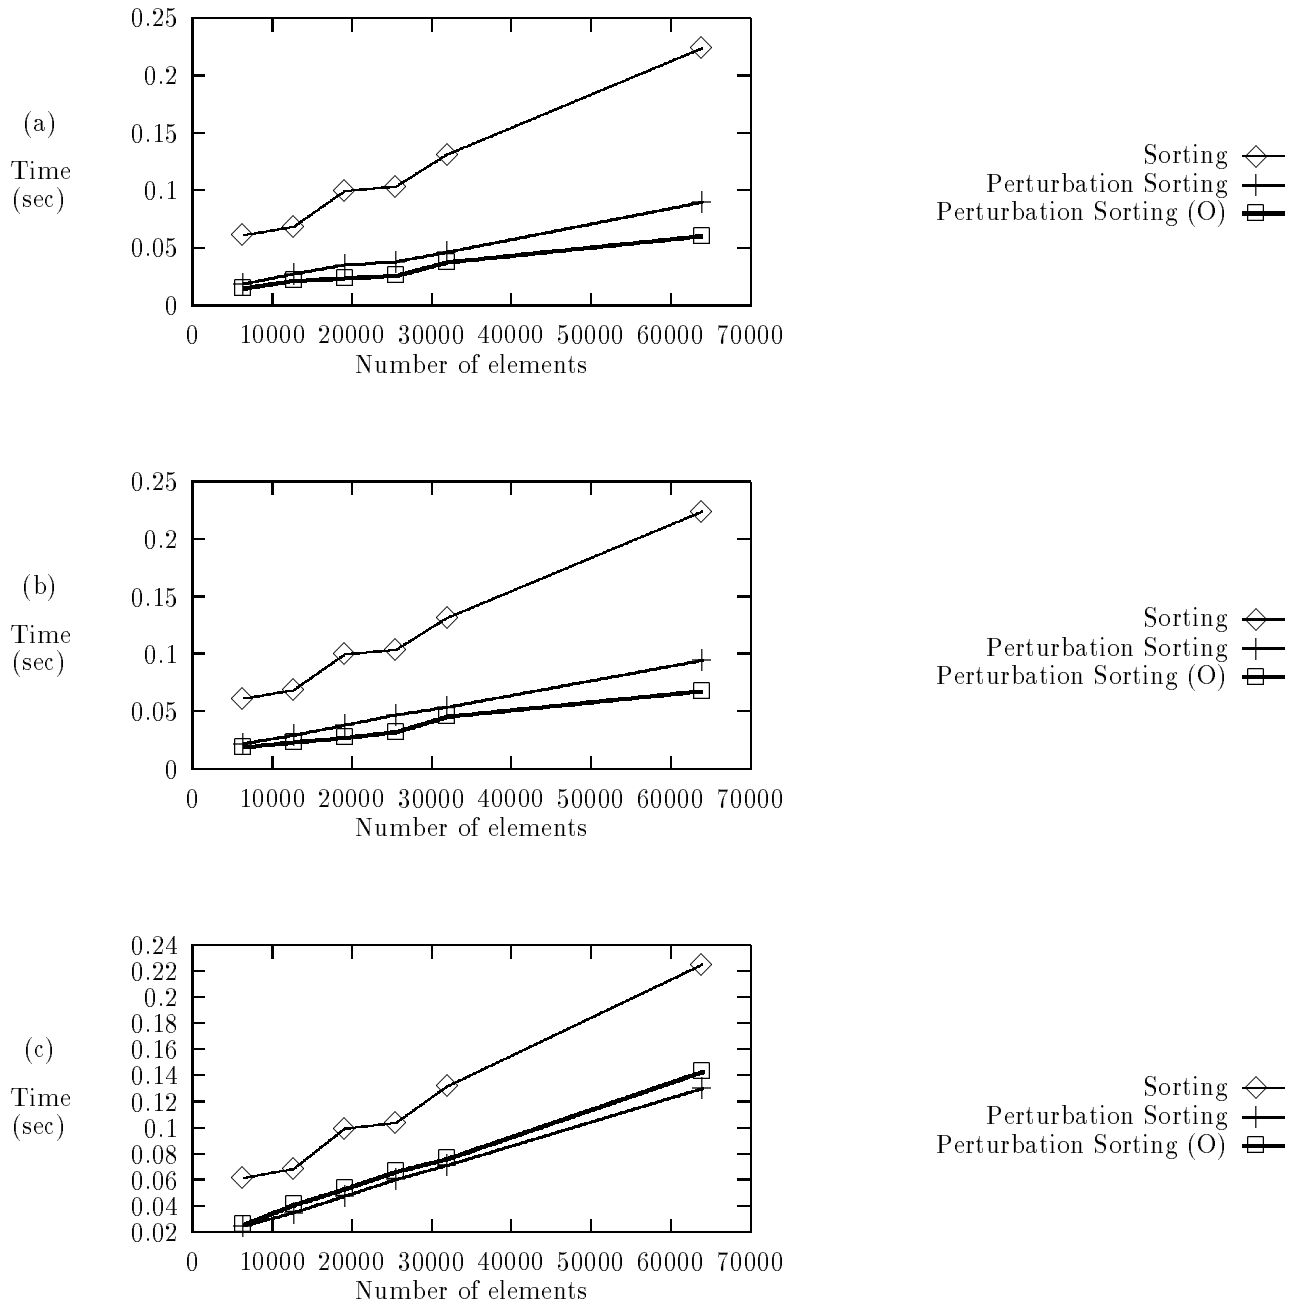 0.25
0.2
(a)
0.15
Time
(sec)
0.1
0.05
0
0 10000 20000 30000 40000 50000 60000 70000
Number of elements
Sorting
Perturbation Sorting
Perturbation Sorting (O)
0.25
0.2
(b)
0.15
Time
(sec)
0.1
0.05
0
0 10000 20000 30000 40000 50000 60000 70000
Number of elements
Sorting
Perturbation Sorting
Perturbation Sorting (O)
0.24
0.22
0.2
0.18
(c)
0.16
0.14
Time
(sec)
0.12
0.1
0.08
0.06
0.04
0.02
0 10000 20000 30000 40000 50000 60000 70000
Number of elements
Sorting
Perturbation Sorting
Perturbation Sorting (O)